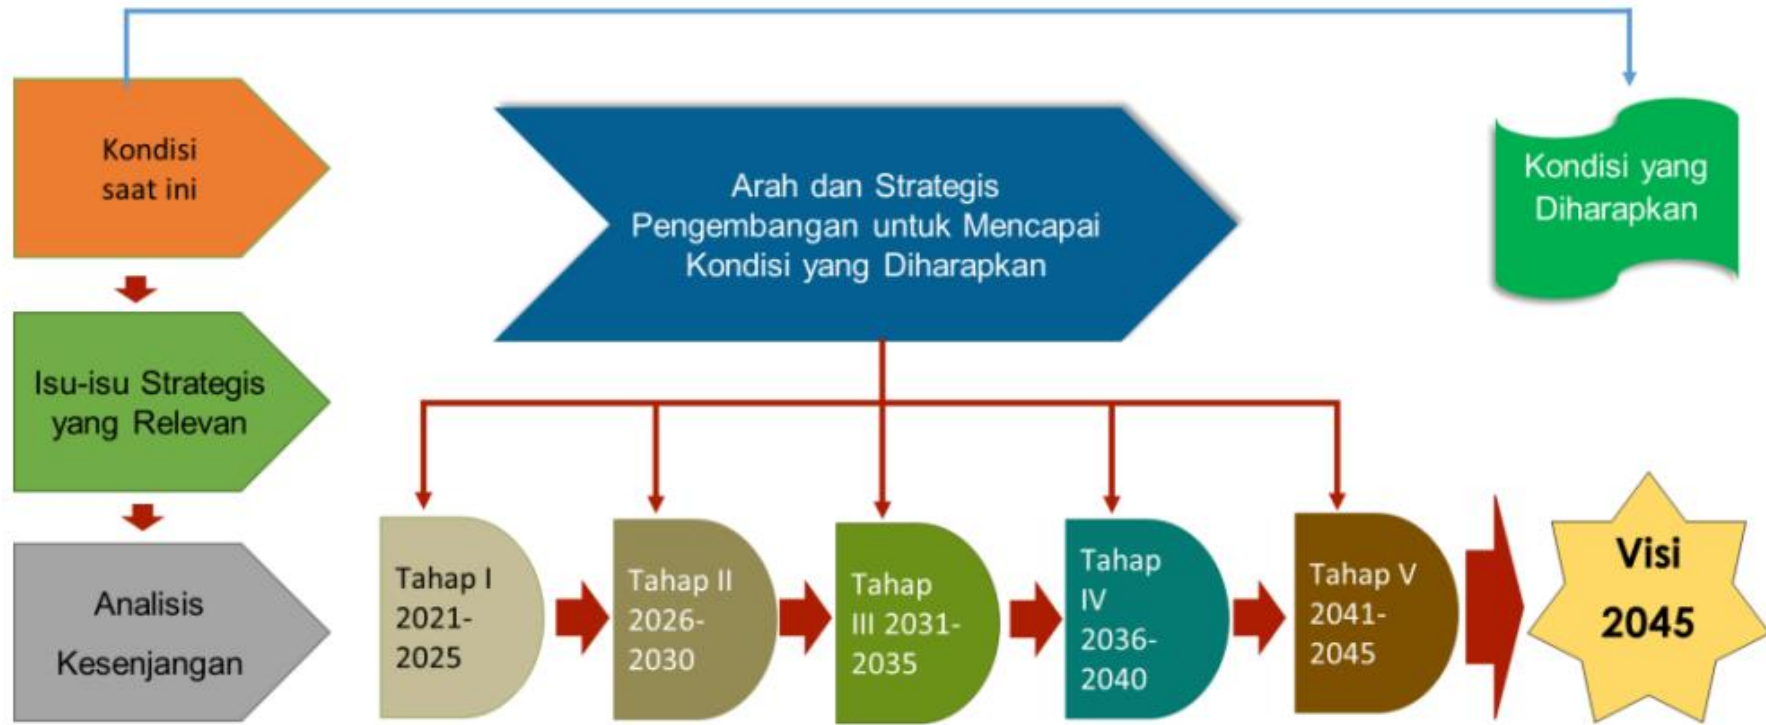 Kondisi
saat ini
Arah dan Strategis
Pengembangan untuk Mencapai
Kondisi yang Diharapkan
Kondisi yang
Diharapkan
Isu-isu Strategis
yang Relevan
Analisis
Kesenjangan
Tahap I
2021-
2025
Tahap II
2026-
2030
Tahap
III 2031-
2035
Tahap
IV
2036-
2040
Tahap V
2041-
2045
Visi
2045